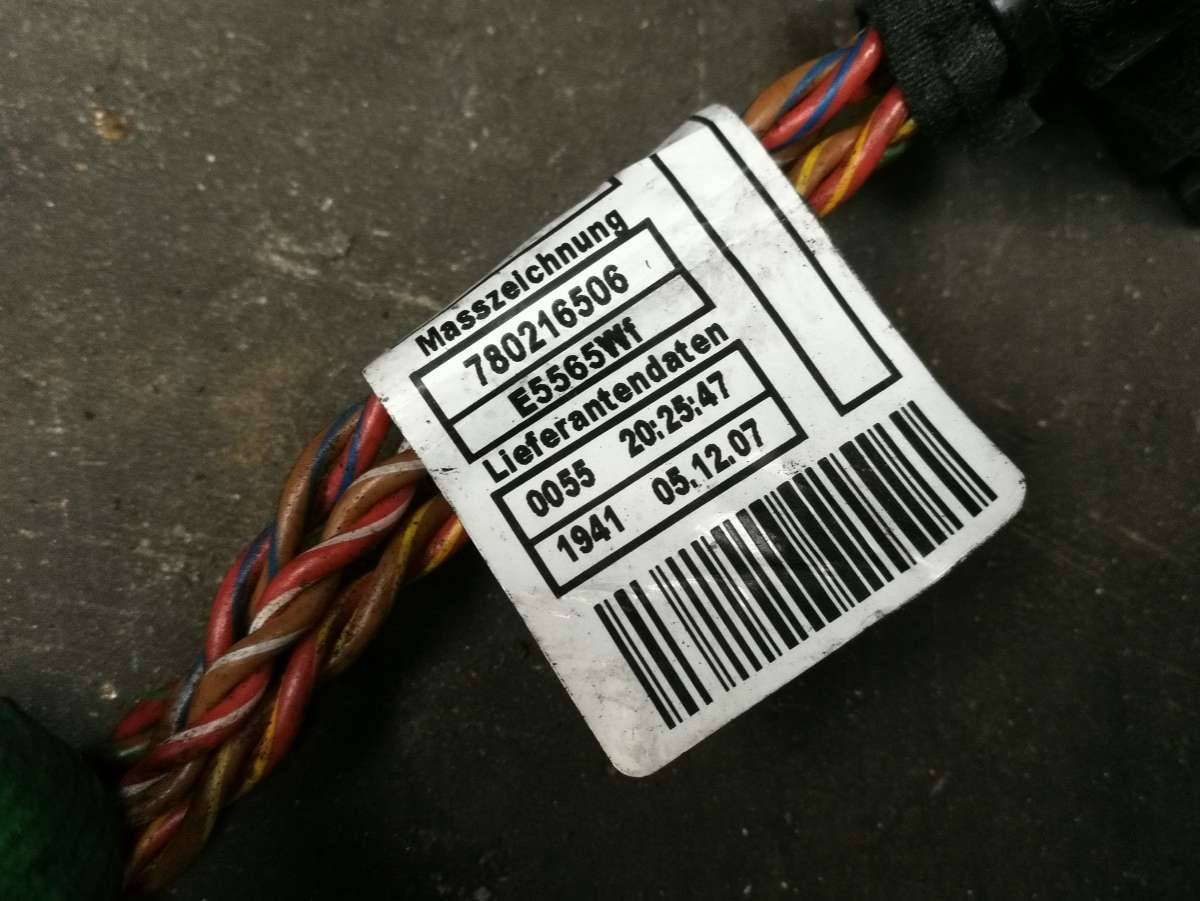 Masszeichnung
780216506
E5565Wf
Lieferantendaten
0055 20:25:47
1941 05.12.07